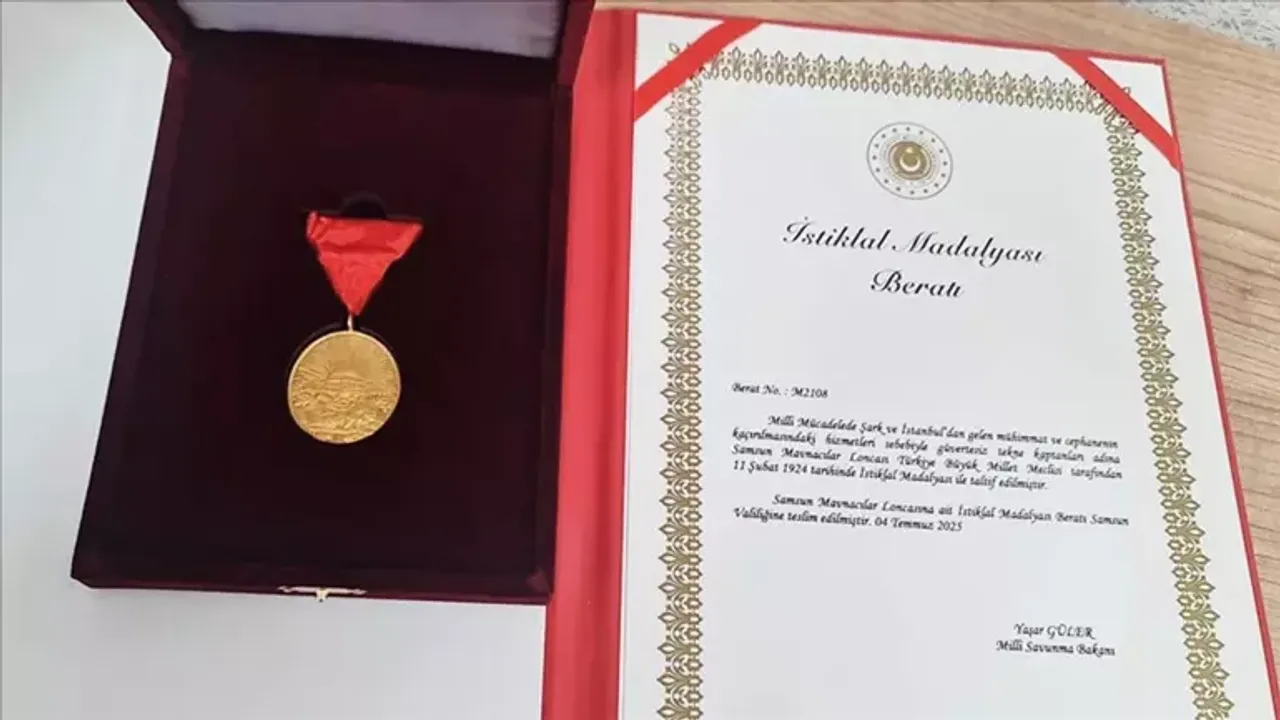 İstiklal Madalyası
Beratı
Berat No. : M2108
Milli Mücadelede Şark ve İstanbul'dan gelen mühimmat ve cephanenin
kaçırılmasındaki hizmetleri sebebiyle güvertesiz tekne kaptanları adına
Samsun Mavnacılar Loncası Türkiye Büyük Millet Meclisi tarafından
11 Şubat 1924 tarihinde İstiklal Madalyası ile taltif edilmiştir.
Samsun Mavnacılar Loncasına ait İstiklal Madalyası Beratı Samsun
Valiliğine teslim edilmiştir. 04 Temmuz 2025
Yaşar GÜLER
Milli Savunma Bakanı